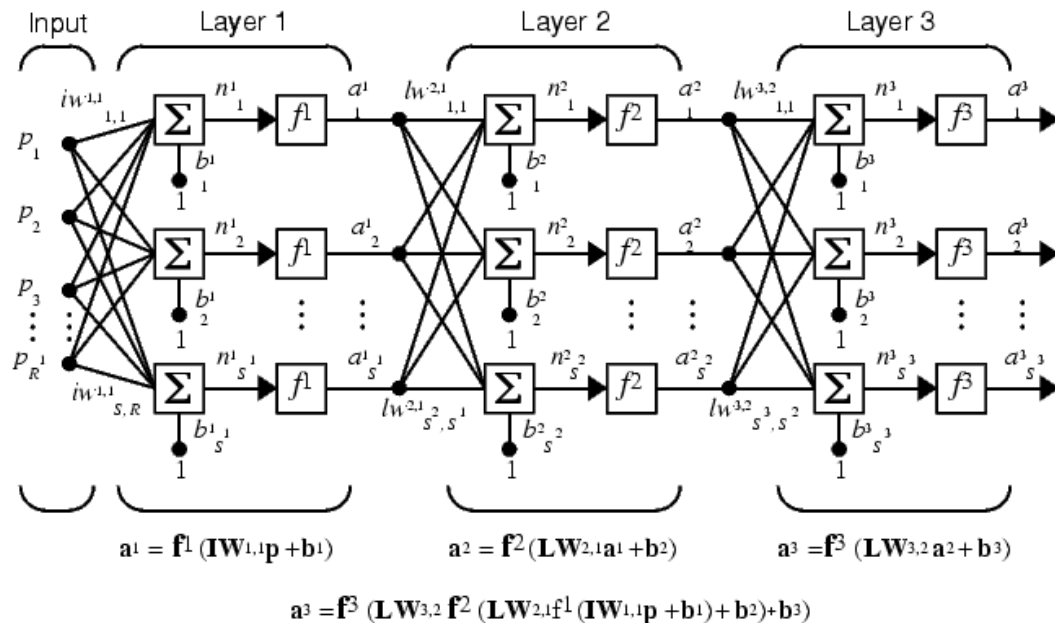 Input Layer 1 Layer 2 Layer 3
iw1,1 1,1 n1 1 a1 1 lw2,1 1,1 n2 1 a2 1 lw3,2 1,1 n3 1 a3 1
Σ f1 Σ f2 Σ f3
p1
b1 1 b2 1 b3 1
1 1 1
p2
n1 2 a1 2 n2 2 a2 2 n3 2 a3 2
Σ f1 Σ f2 Σ f3
p3
b1 2 b2 2 b3 2
1 1 1
pR1
n1 s1 a1 s1 n2 s2 a2 s2 n3 s3 a3 s3
Σ f1 Σ f2 Σ f3
iw1,1 s,R lw2,1 s2,s1 lw3,2 s3,s2
b1 s1 b2 s2 b3 s3
1 1 1
a1 = f1 (IW1,1p +b1) a2 = f2 (LW2,1a1+b2) a3 =f3 (LW3,2 a2+ b3)
a3 =f3 (LW3,2 f2 (LW2,1f1 (IW1,1p +b1)+ b2)+b3)